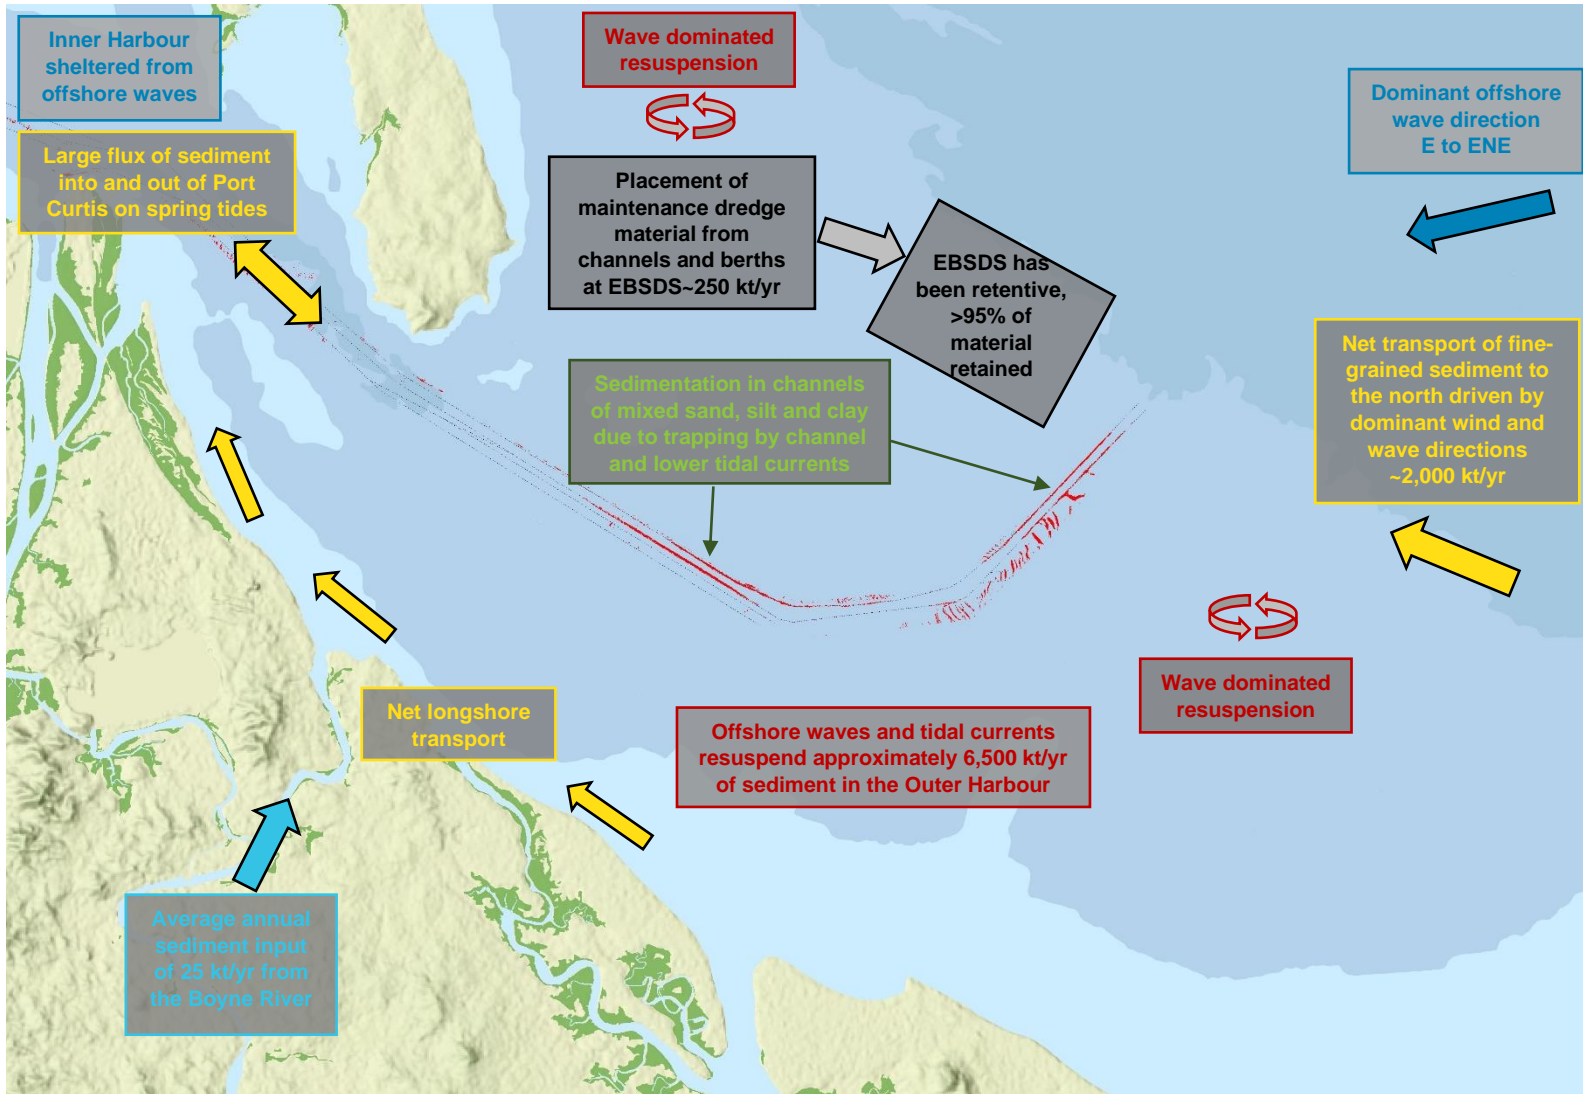 Inner Harbour
sheltered from
offshore waves
Large flux of sediment
into and out of Port
Curtis on spring tides
Wave dominated
resuspension
Placement of
maintenance dredge
material from
channels and berths
at EBSDS~250 kt/yr
EBSDS has
been retentive,
>95% of
material
retained
Dominant offshore
wave direction
E to ENE
Net transport of fine-
grained sediment to
the north driven by
dominant wind and
wave directions
~2,000 kt/yr
Sedimentation in channels
of mixed sand, silt and clay
due to trapping by channel
and lower tidal currents
Wave dominated
resuspension
Net longshore
transport
Offshore waves and tidal currents
resuspend approximately 6,500 kt/yr
of sediment in the Outer Harbour
Average annual
sediment input
of 25 kt/yr from
the Boyne River